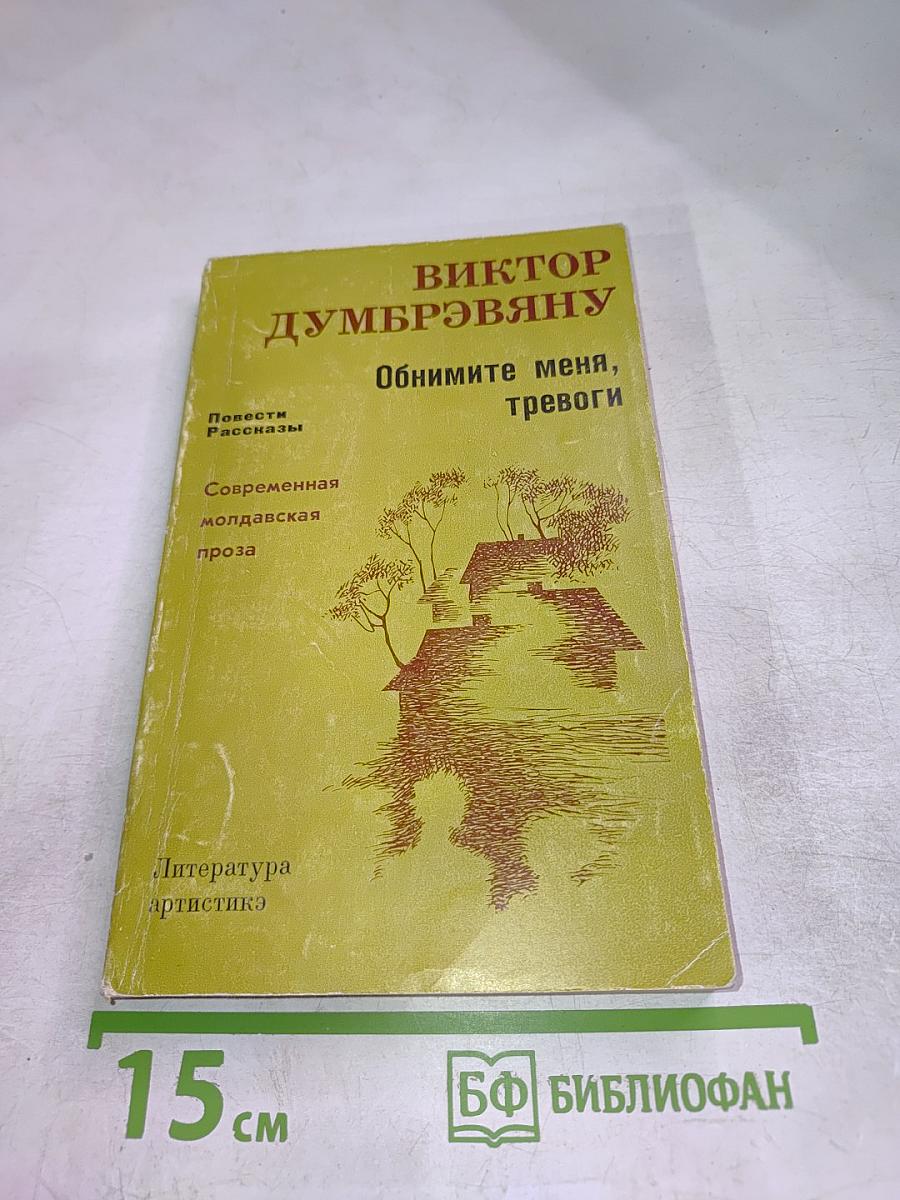 ВИКТОР
ДУМБРЭВЯНУ
Обнимите меня,
тревоги
Повести
Рассказы
Современная
молдавская
проза
Литература
артистикэ
15 см
БФ БИБЛИОФАН